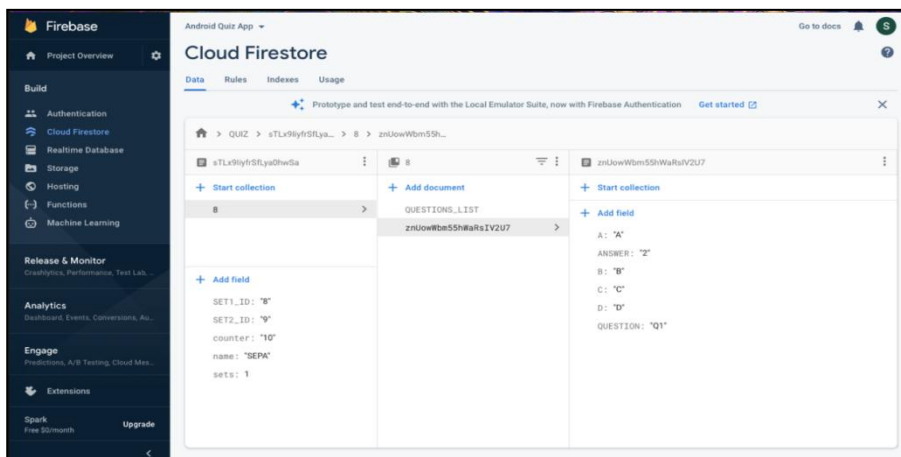 Firebase
Project Overview
Build
Authentication
Cloud Firestore
Realtime Database
Storage
Hosting
Functions
Machine Learning
Release & Monitor
Crashlytics, Performance, Test Lab, ...
Analytics
Dashboard, Events, Conversions, Au...
Engage
Predictions, A/B Testing, Cloud Mes...
Extensions
Spark
Free $0/month
Upgrade
Android Quiz App
Go to docs
S
Cloud Firestore
Data Rules Indexes Usage
Prototype and test end-to-end with the Local Emulator Suite, now with Firebase Authentication Get started
QUIZ > sTLx9IiyfrSfLya... > 8 > znUowWbm55h...
sTLx9IiyfrSfLya0hwSa
+ Start collection
8
+ Add field
SET1_ID: "8"
SET2_ID: "9"
counter: "10"
name: "SEPA"
sets: 1
8
+ Add document
QUESTIONS_LIST
znUowWbm55hWaRsIV2U7
znUowWbm55hWaRsIV2U7
+ Start collection
+ Add field
A: "A"
ANSWER: "2"
B: "B"
C: "C"
D: "D"
QUESTION: "Q1"